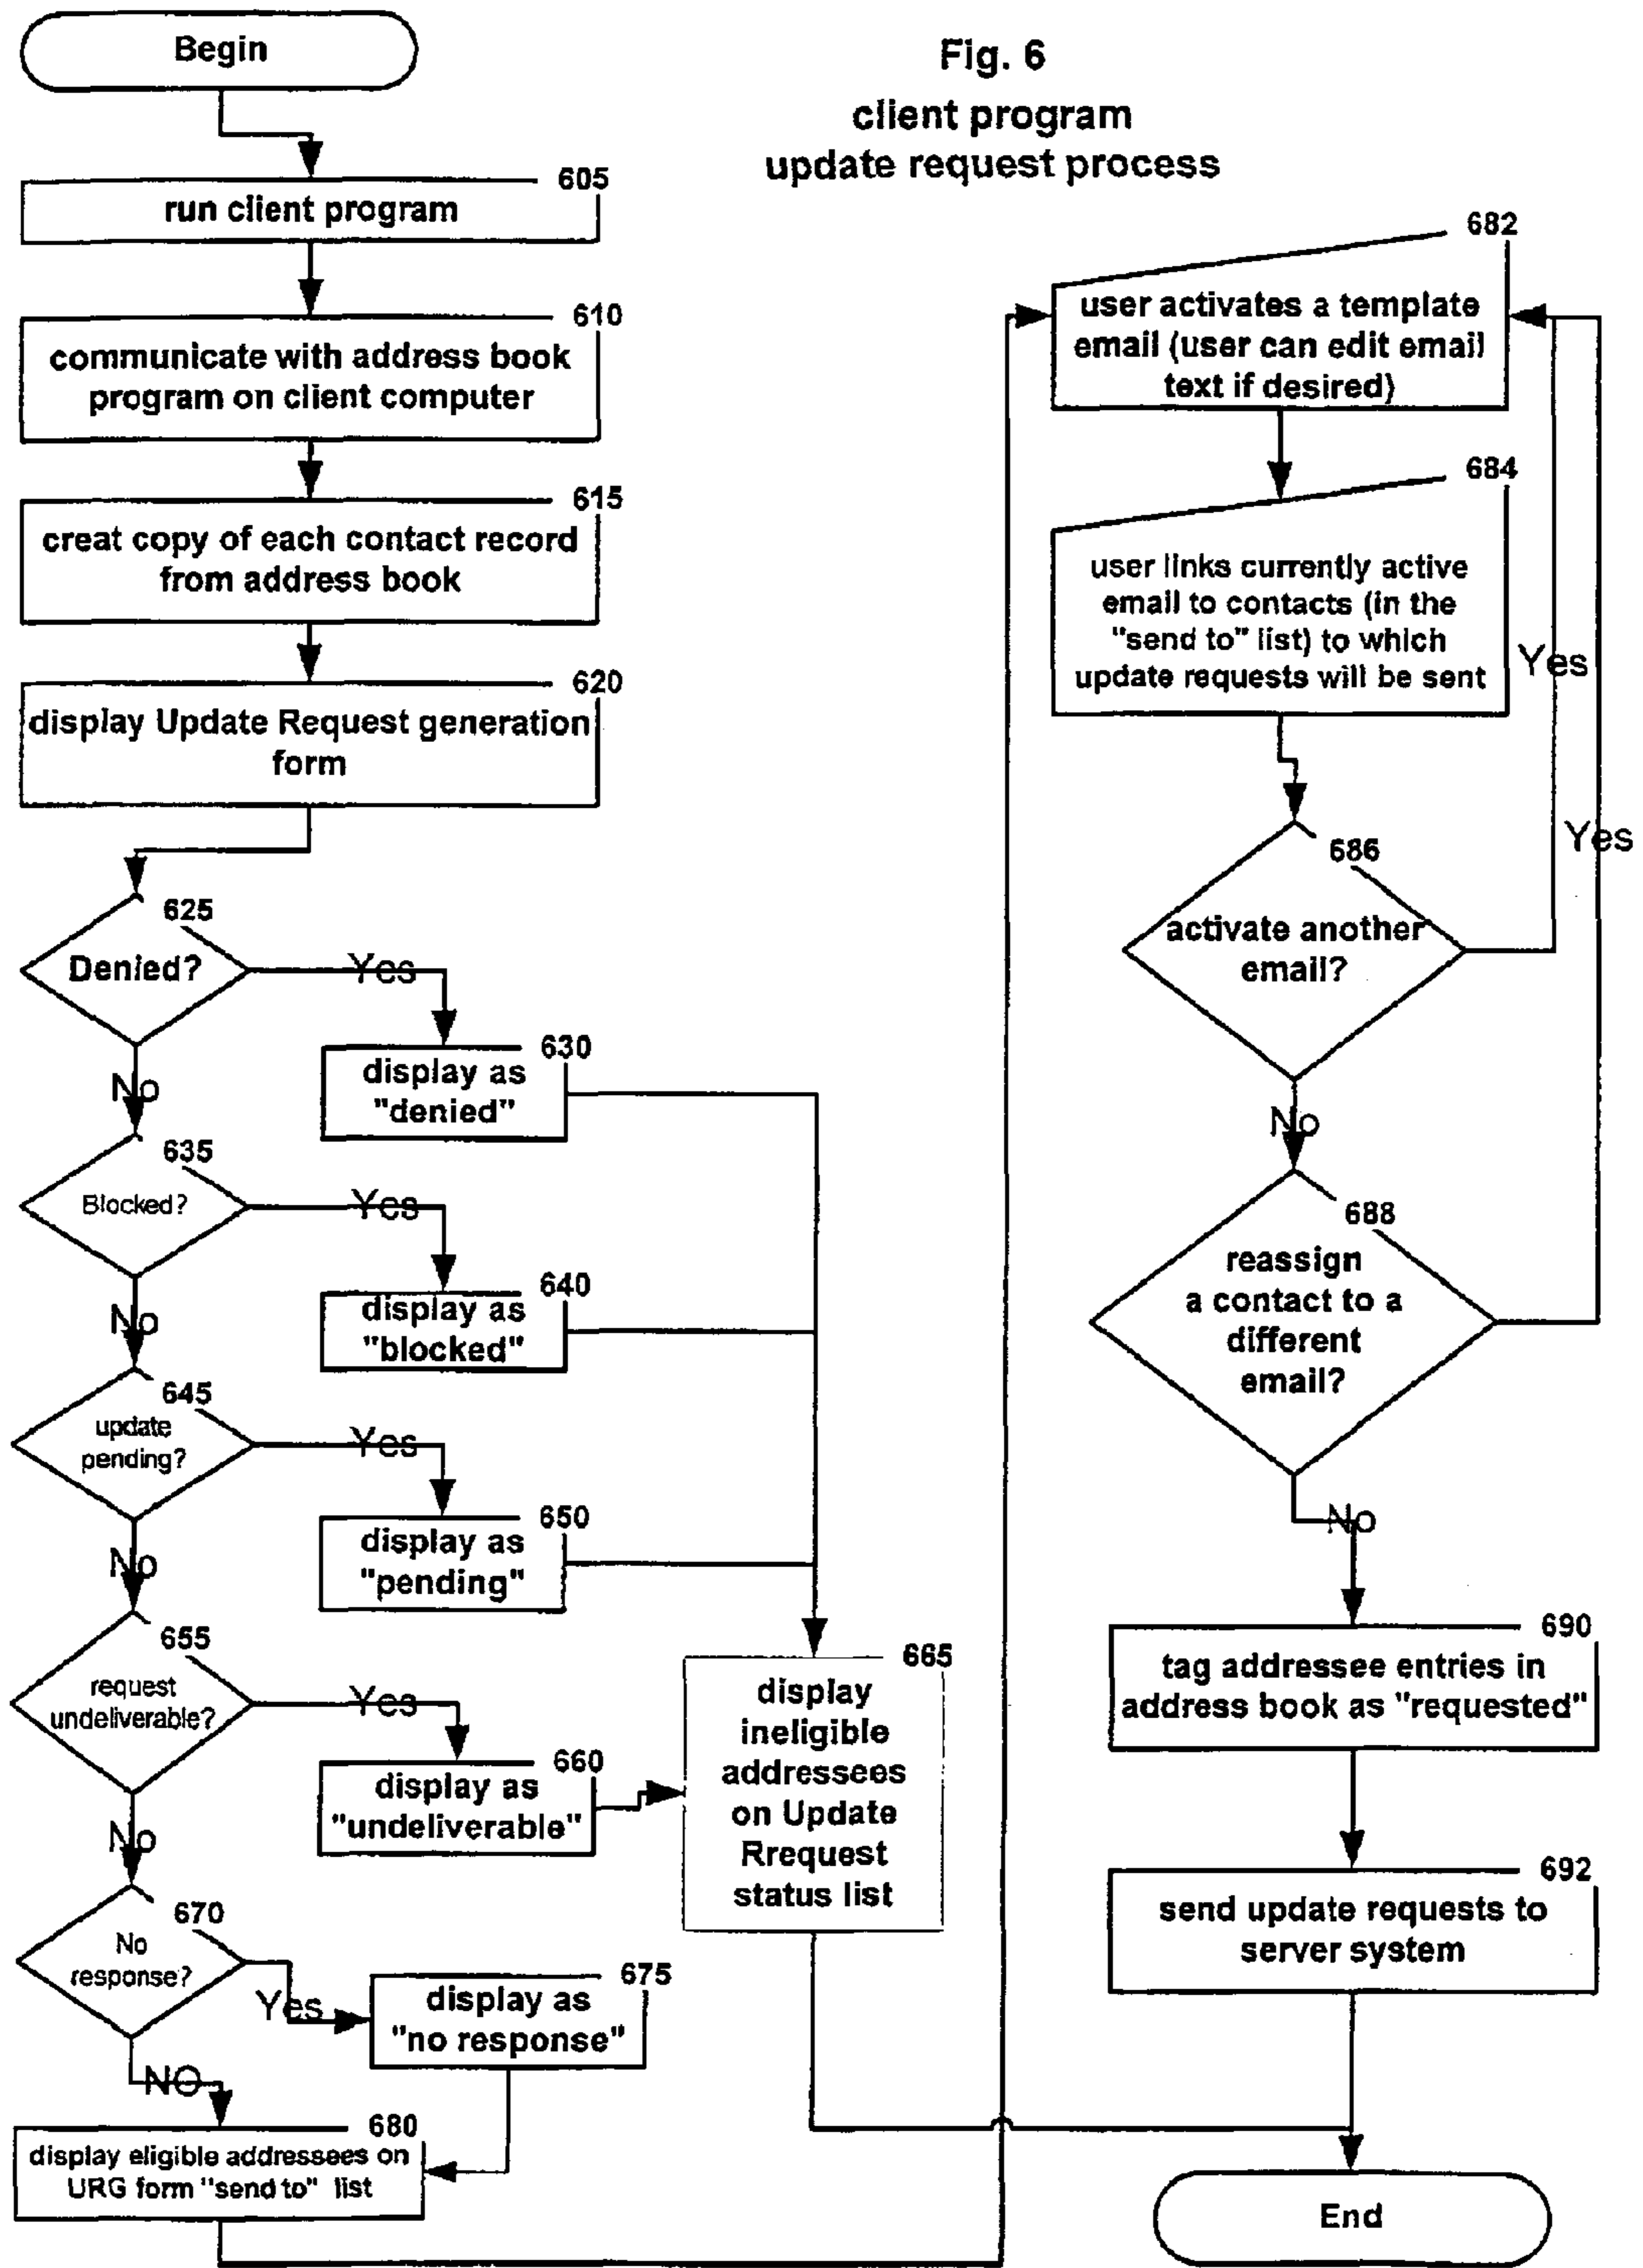 Begin
Fig. 6
client program
update request process
605
run client program
610
communicate with address book
program on client computer
615
creat copy of each contact record
from address book
620
display Update Request generation
form
625
Denied?
Yes
630
display as
"denied"
No
635
Blocked?
Yes
640
display as
"blocked"
No
645
update
pending?
Yes
650
display as
"pending"
No
655
request
undeliverable?
Yes
660
display as
"undeliverable"
665
display
ineligible
addressees
on Update
Rrequest
status list
No
670
No
response?
Yes
675
display as
"no response"
NO
680
display eligible addressees on
URG form "send to" list
682
user activates a template
email (user can edit email
text if desired)
684
user links currently active
email to contacts (in the
"send to" list) to which
update requests will be sent
Yes
Yes
686
activate another
email?
No
688
reassign
a contact to a
different
email?
No
690
tag addressee entries in
address book as "requested"
692
send update requests to
server system
End